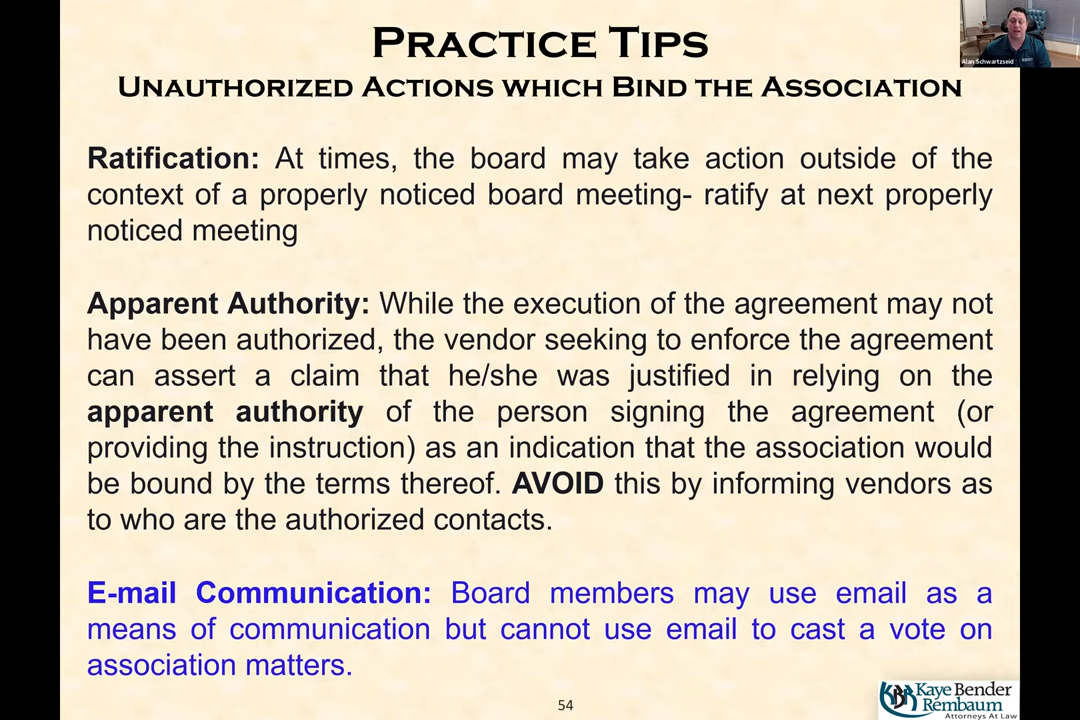 PRACTICE TIPS
UNAUTHORIZED ACTIONS WHICH BIND THE ASSOCIATION
Alan Schwartzseid
Ratification: At times, the board may take action outside of the
context of a properly noticed board meeting- ratify at next properly
noticed meeting
Apparent Authority: While the execution of the agreement may not
have been authorized, the vendor seeking to enforce the agreement
can assert a claim that he/she was justified in relying on the
apparent authority of the person signing the agreement (or
providing the instruction) as an indication that the association would
be bound by the terms thereof. AVOID this by informing vendors as
to who are the authorized contacts.
E-mail Communication: Board members may use email as a
means of communication but cannot use email to cast a vote on
association matters.
54
KBR Kaye Bender
Rembaum
Attorneys At Law